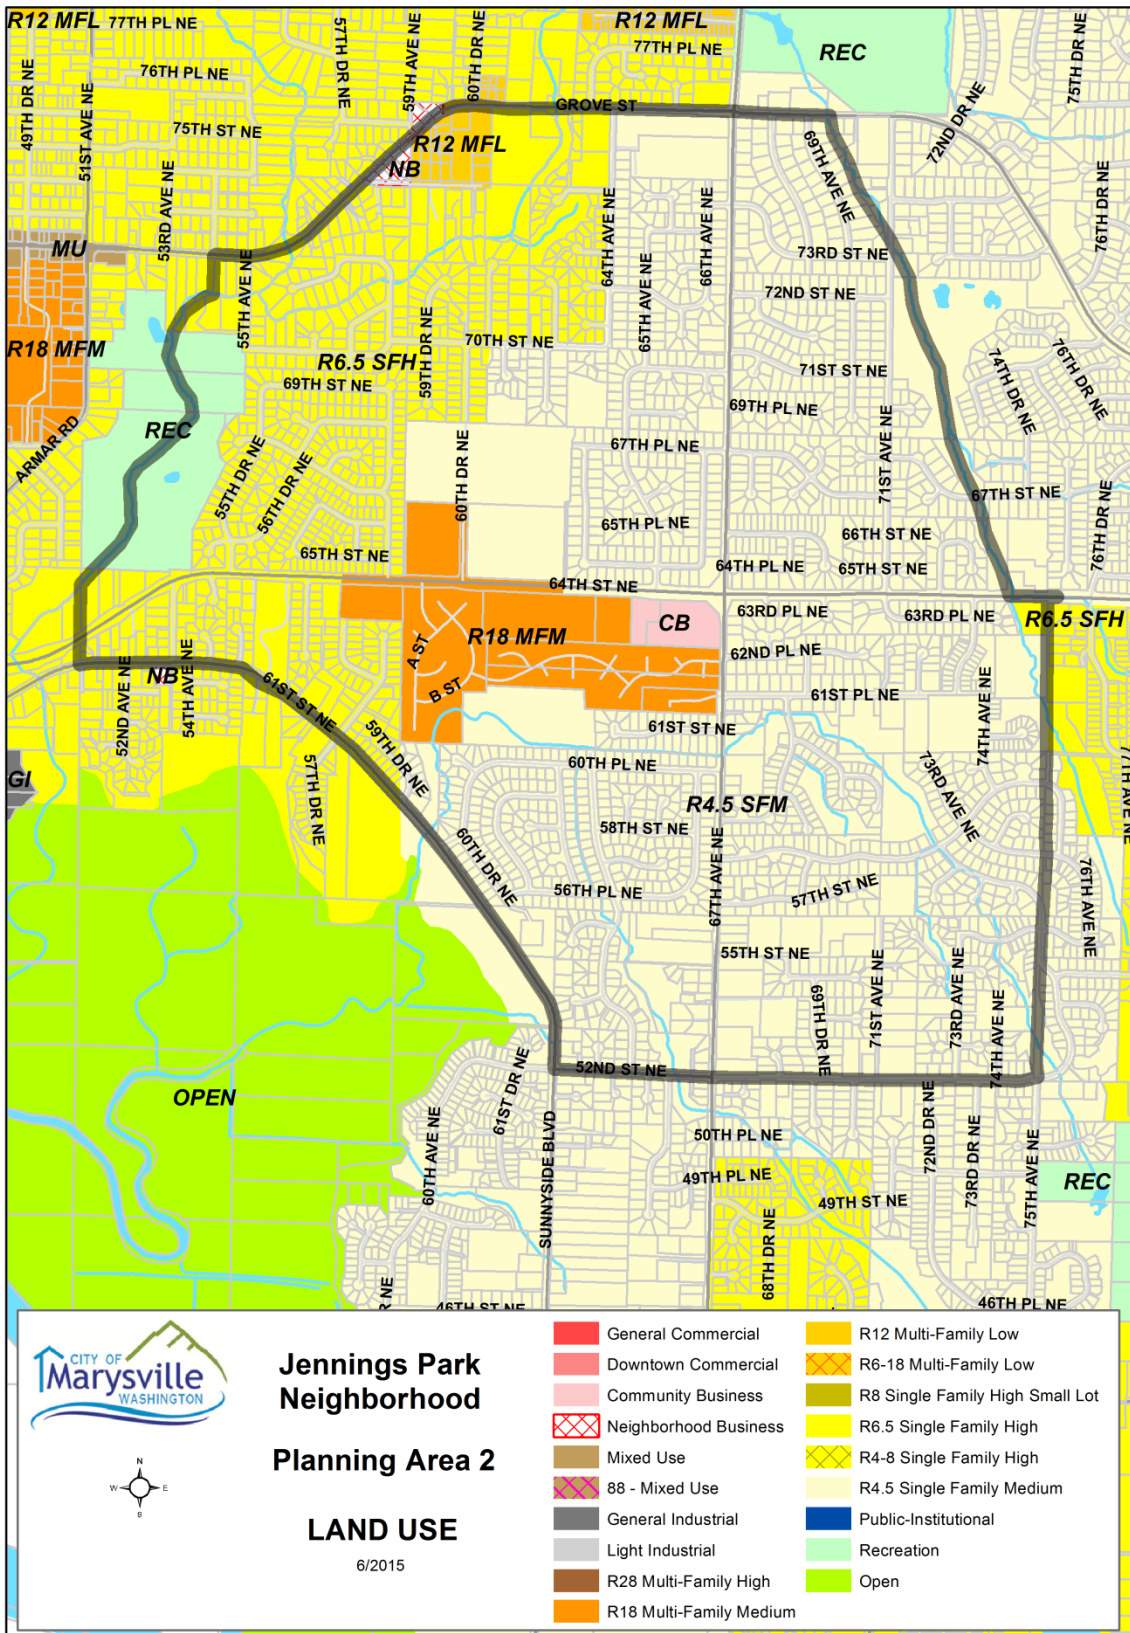 R12 MFL
77TH PL NE
57TH DR NE
59TH AVE NE
60TH DR NE
R12 MFL
77TH PL NE
REC
75TH DR NE
49TH DR NE
51ST AVE NE
76TH PL NE
75TH ST NE
GROVE ST
72ND DR NE
R12 MFL
NB
69TH AVE NE
53RD AVE NE
MU
64TH AVE NE
66TH AVE NE
76TH DR NE
73RD ST NE
55TH AVE NE
65TH AVE NE
72ND ST NE
R18 MFM
R6.5 SFH
59TH DR NE
70TH ST NE
71ST ST NE
74TH DR NE
76TH DR NE
69TH ST NE
69TH PL NE
ARMAR RD
REC
55TH DR NE
56TH DR NE
60TH DR NE
67TH PL NE
71ST AVE NE
67TH ST NE
65TH PL NE
66TH ST NE
76TH DR NE
65TH ST NE
64TH PL NE
65TH ST NE
64TH ST NE
63RD PL NE
63RD PL NE
R6.5 SFH
CB
A ST
R18 MFM
62ND PL NE
B ST
61ST PL NE
NB
52ND AVE NE
54TH AVE NE
61ST ST NE
59TH DR NE
61ST ST NE
74TH AVE NE
GI
57TH DR NE
60TH PL NE
73RD AVE NE
77TH AVE NE
R4.5 SFM
58TH ST NE
60TH DR NE
67TH AVE NE
56TH PL NE
57TH ST NE
76TH AVE NE
55TH ST NE
69TH DR NE
71ST AVE NE
73RD AVE NE
74TH AVE NE
52ND ST NE
OPEN
61ST DR NE
60TH AVE NE
SUNNYSIDE BLVD
50TH PL NE
72ND DR NE
73RD DR NE
75TH AVE NE
REC
49TH PL NE
49TH ST NE
68TH DR NE
R NE
46TH ST NE
46TH PL NE
CITY OF
Marysville
WASHINGTON
N
W E
S
Jennings Park
Neighborhood
Planning Area 2
LAND USE
6/2015
General Commercial
Downtown Commercial
Community Business
Neighborhood Business
Mixed Use
88 - Mixed Use
General Industrial
Light Industrial
R28 Multi-Family High
R18 Multi-Family Medium
R12 Multi-Family Low
R6-18 Multi-Family Low
R8 Single Family High Small Lot
R6.5 Single Family High
R4-8 Single Family High
R4.5 Single Family Medium
Public-Institutional
Recreation
Open